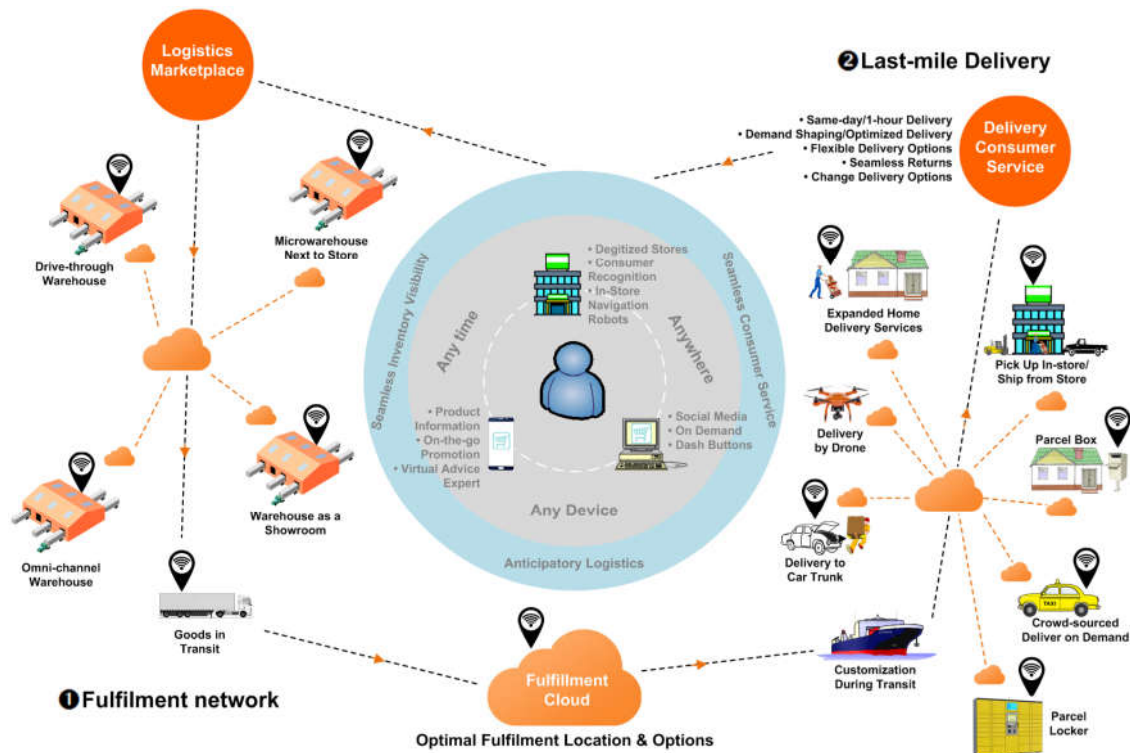 Logistics
Marketplace
❷Last-mile Delivery
• Same-day/1-hour Delivery
• Demand Shaping/Optimized Delivery
• Flexible Delivery Options
• Seamless Returns
• Change Delivery Options
Delivery
Consumer
Service
Drive-through
Warehouse
Microwarehouse
Next to Store
Omni-channel
Warehouse
Warehouse as a
Showroom
Goods in
Transit
❶Fulfilment network
Seamless Inventory Visibility
Seamless Consumer Service
Anticipatory Logistics
Any time
Anywhere
Any Device
• Degitized Stores
• Consumer
Recognition
• In-Store
Navigation
Robots
• Product
Information
• On-the-go
Promotion
• Virtual Advice
Expert
• Social Media
• On Demand
• Dash Buttons
Fulfillment
Cloud
Optimal Fulfilment Location & Options
Customization
During Transit
Expanded Home
Delivery Services
Pick Up In-store/
Ship from Store
Delivery
by Drone
Parcel Box
Delivery to
Car Trunk
TAXI
Crowd-sourced
Deliver on Demand
Parcel
Locker